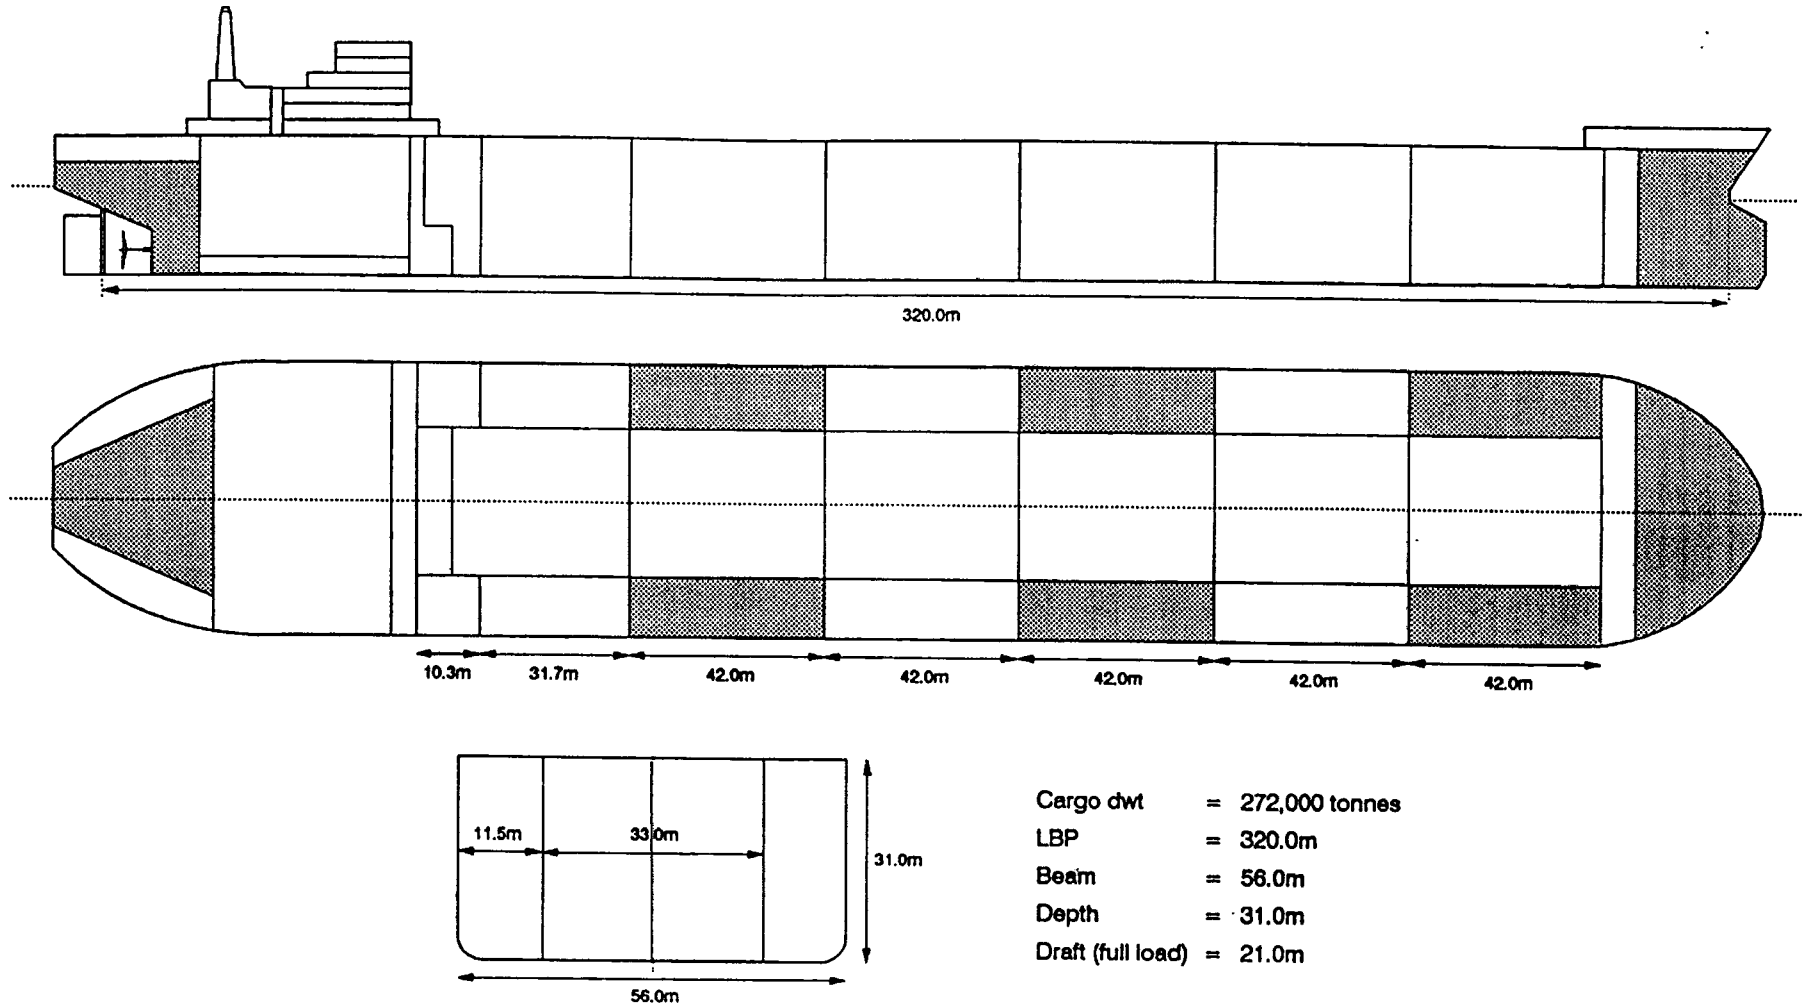 320.0m
10.3m
31.7m
42.0m
42.0m
42.0m
42.0m
42.0m
11.5m
33.0m
31.0m
56.0m
Cargo dwt = 272,000 tonnes
LBP = 320.0m
Beam = 56.0m
Depth = 31.0m
Draft (full load) = 21.0m